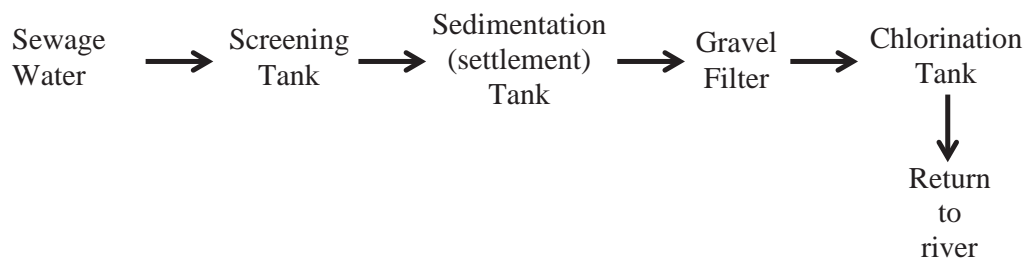 Sewage
Water
Screening
Tank
Sedimentation
(settlement)
Tank
Gravel
Filter
Chlorination
Tank
Return
to
river